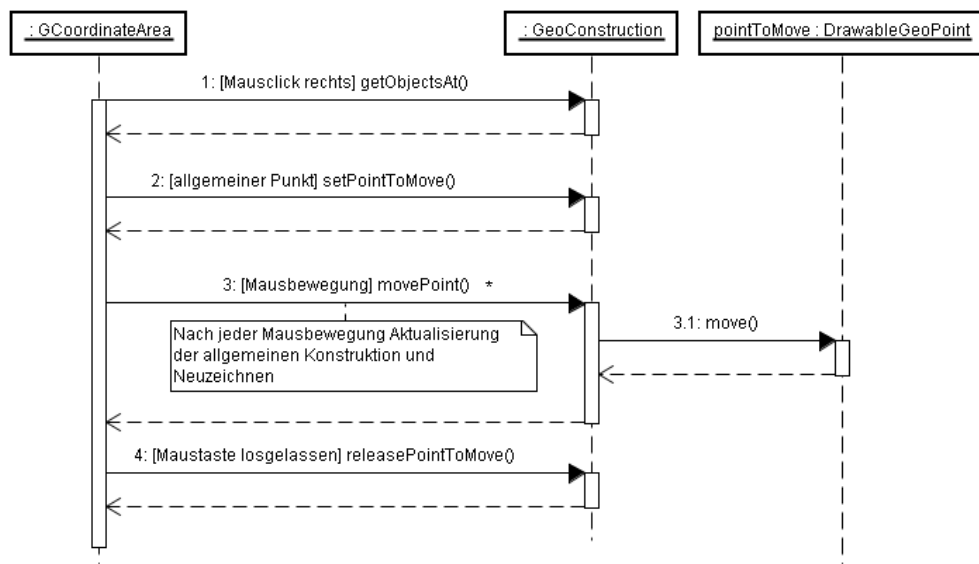 : GCoordinateArea
: GeoConstruction
pointToMove : DrawableGeoPoint
1: [Mausclick rechts] getObjectsAt()
2: [allgemeiner Punkt] setPointToMove()
3: [Mausbewegung] movePoint() *
Nach jeder Mausbewegung Aktualisierung
der allgemeinen Konstruktion und
Neuzeichnen
3.1: move()
4: [Maustaste losgelassen] releasePointToMove()